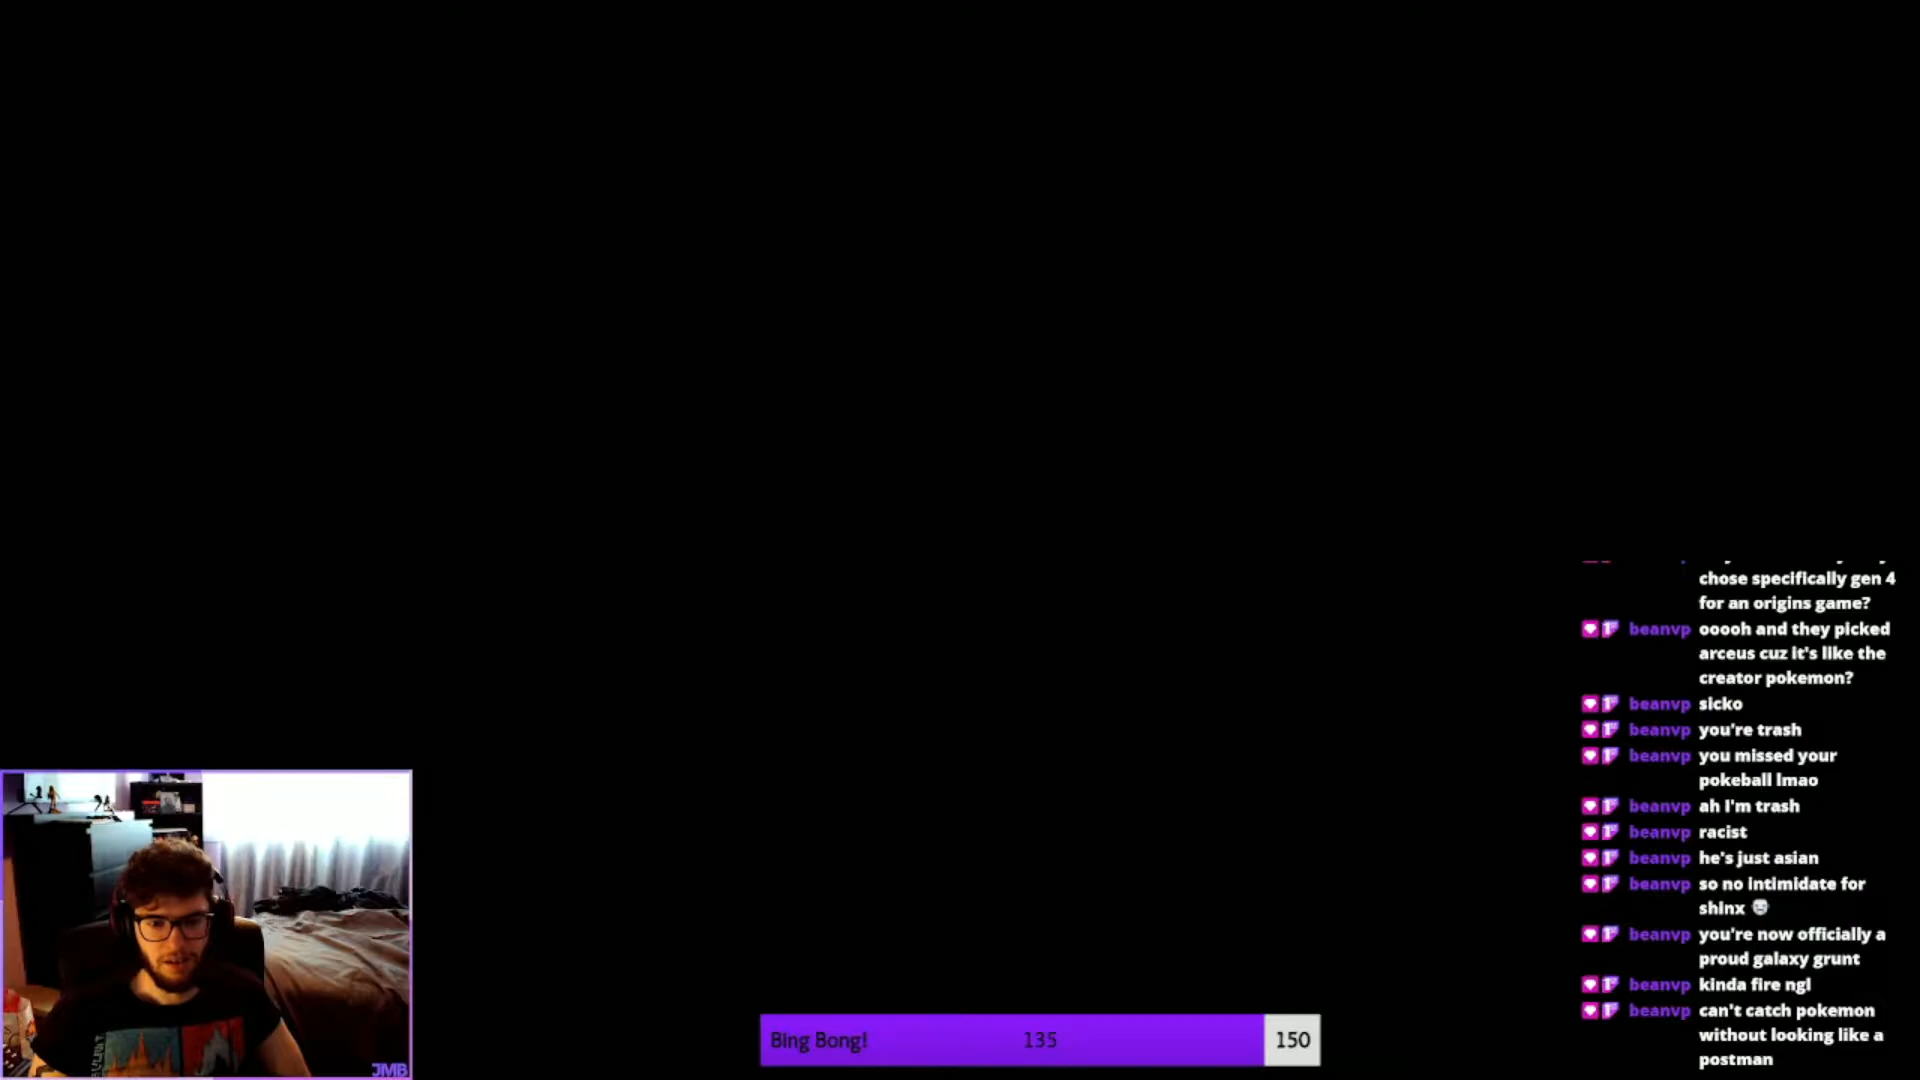 chose specifically gen 4
for an origins game?
beanvp ooooh and they picked
arceus cuz it's like the
creator pokemon?
beanvp sicko
beanvp you're trash
beanvp you missed your
pokeball lmao
beanvp ah I'm trash
beanvp racist
beanvp he's just asian
beanvp so no intimidate for
shinx
beanvp you're now officially a
proud galaxy grunt
beanvp kinda fire ngl
beanvp can't catch pokemon
without looking like a
postman
Bing Bong! 135 150
JMB